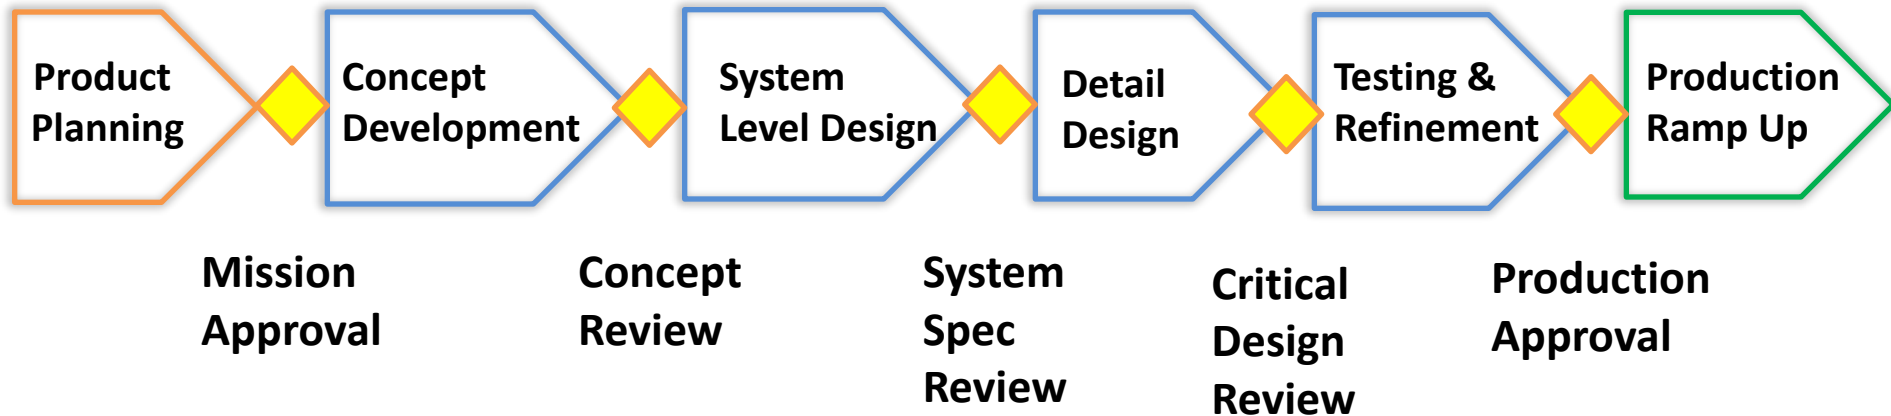 Product
Planning
Concept
Development
System
Level Design
Detail
Design
Testing &
Refinement
Production
Ramp Up
Mission
Approval
Concept
Review
System
Spec
Review
Critical
Design
Review
Production
Approval